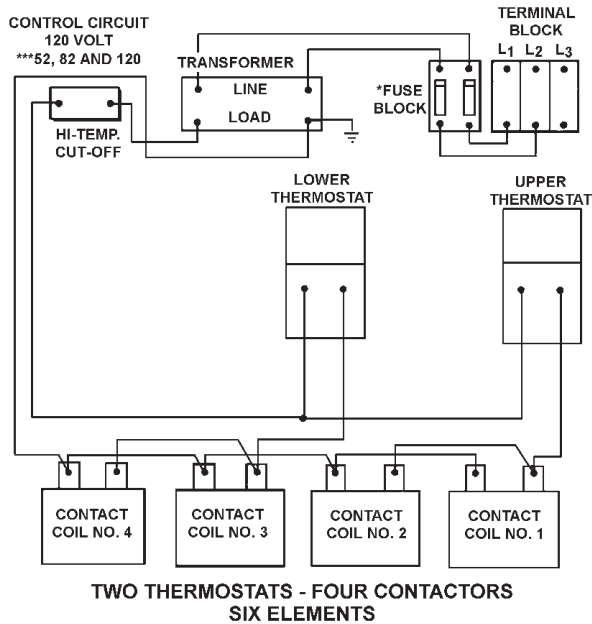 CONTROL CIRCUIT
120 VOLT
***52, 82 AND 120
TRANSFORMER
LINE
LOAD
HI-TEMP.
CUT-OFF
*FUSE
BLOCK
TERMINAL
BLOCK
L1 L2 L3
LOWER
THERMOSTAT
UPPER
THERMOSTAT
CONTACT
COIL NO. 4
CONTACT
COIL NO. 3
CONTACT
COIL NO. 2
CONTACT
COIL NO. 1
TWO THERMOSTATS - FOUR CONTACTORS
SIX ELEMENTS